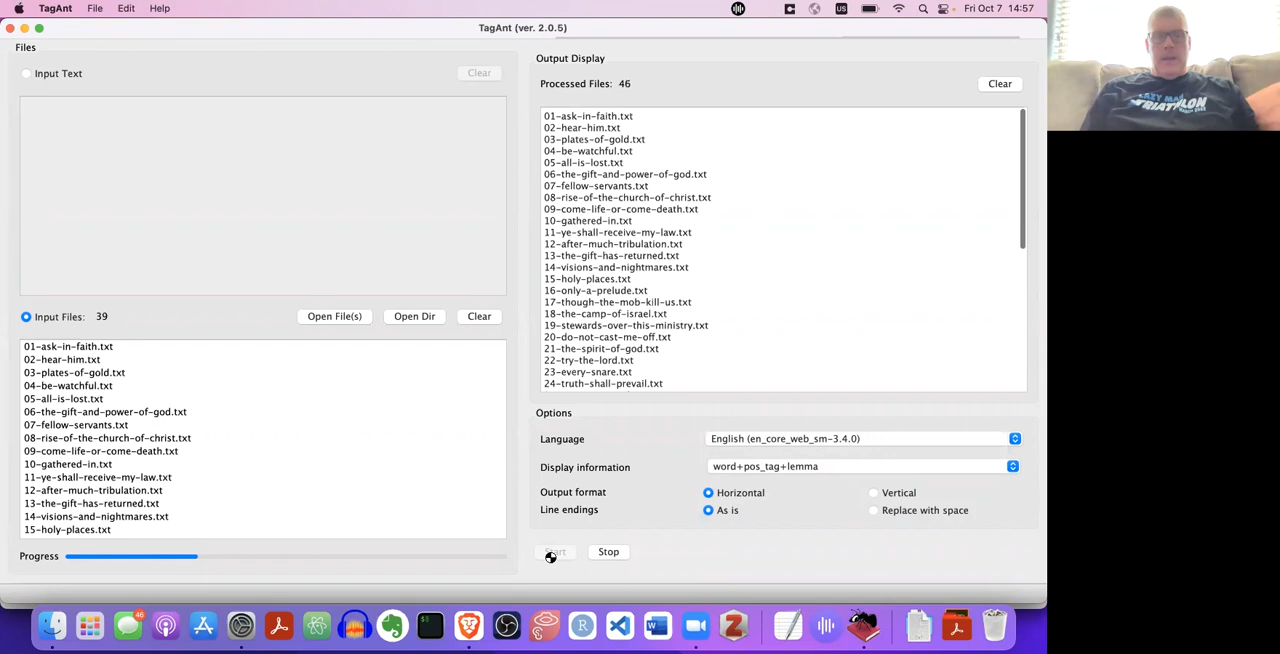 TagAnt File Edit Help
US Fri Oct 7 14:57
TagAnt (ver. 2.0.5)
Files
Input Text Clear
Input Files: 39 Open File(s) Open Dir Clear
01-ask-in-faith.txt
02-hear-him.txt
03-plates-of-gold.txt
04-be-watchful.txt
05-all-is-lost.txt
06-the-gift-and-power-of-god.txt
07-fellow-servants.txt
08-rise-of-the-church-of-christ.txt
09-come-life-or-come-death.txt
10-gathered-in.txt
11-ye-shall-receive-my-law.txt
12-after-much-tribulation.txt
13-the-gift-has-returned.txt
14-visions-and-nightmares.txt
15-holy-places.txt
Progress
Output Display
Processed Files: 46 Clear
01-ask-in-faith.txt
02-hear-him.txt
03-plates-of-gold.txt
04-be-watchful.txt
05-all-is-lost.txt
06-the-gift-and-power-of-god.txt
07-fellow-servants.txt
08-rise-of-the-church-of-christ.txt
09-come-life-or-come-death.txt
10-gathered-in.txt
11-ye-shall-receive-my-law.txt
12-after-much-tribulation.txt
13-the-gift-has-returned.txt
14-visions-and-nightmares.txt
15-holy-places.txt
16-only-a-prelude.txt
17-though-the-mob-kill-us.txt
18-the-camp-of-israel.txt
19-stewards-over-this-ministry.txt
20-do-not-cast-me-off.txt
21-the-spirit-of-god.txt
22-try-the-lord.txt
23-every-snare.txt
24-truth-shall-prevail.txt
Options
Language English (en_core_web_sm-3.4.0)
Display information word+pos_tag+lemma
Output format Horizontal Vertical
Line endings As is Replace with space
Start Stop
LAZY MAN
TRIATHLON
46